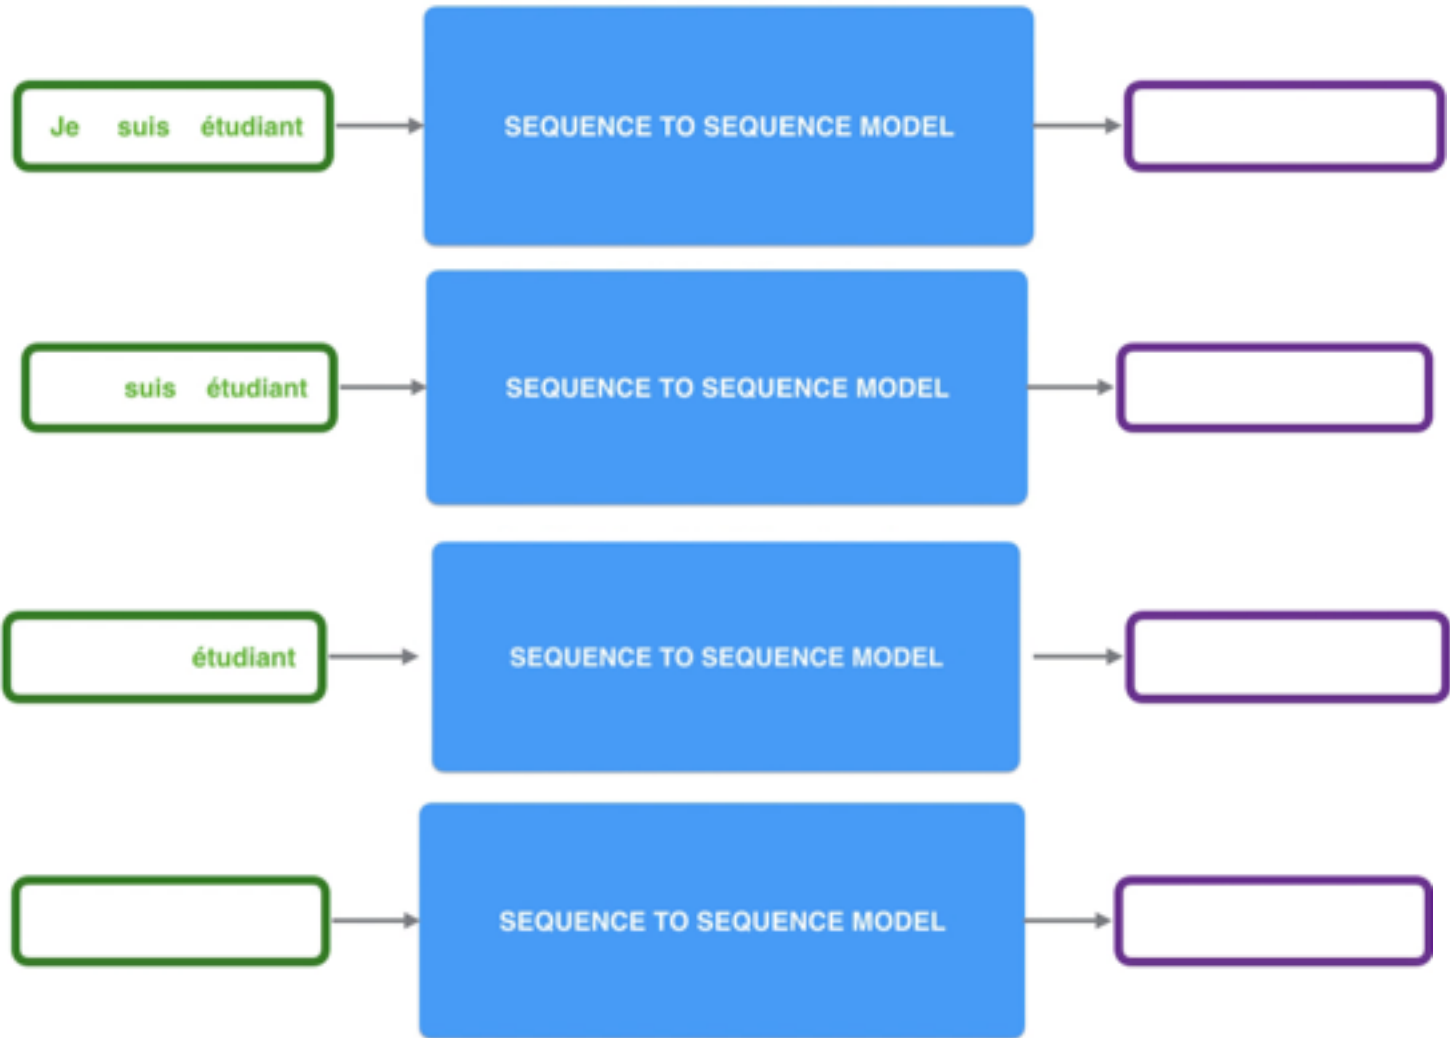 Je suis étudiant SEQUENCE TO SEQUENCE MODEL
suis étudiant SEQUENCE TO SEQUENCE MODEL
étudiant SEQUENCE TO SEQUENCE MODEL
SEQUENCE TO SEQUENCE MODEL